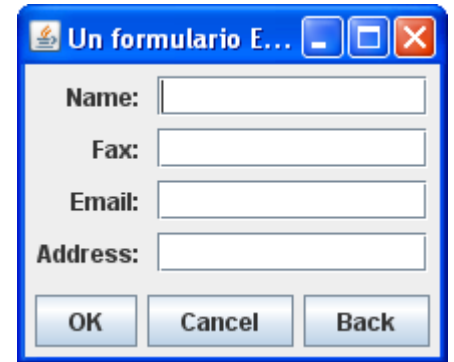 Un formulario E...
Name:
Fax:
Email:
Address:
OK Cancel Back